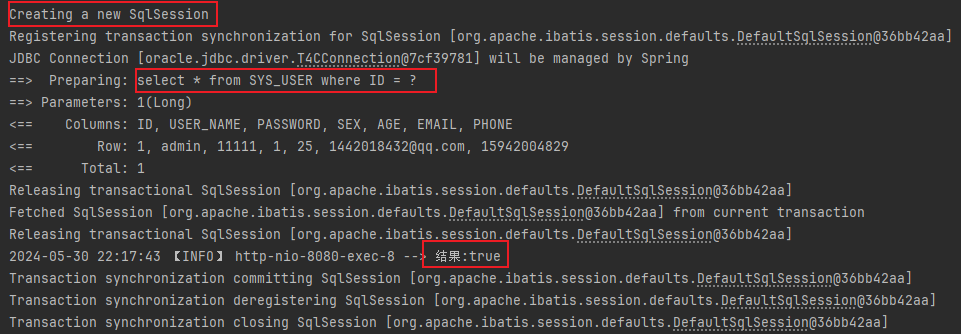 Creating a new SqlSession
Registering transaction synchronization for SqlSession [org.apache.ibatis.session.defaults.DefaultSqlSession@36bb42aa]
JDBC Connection [oracle.jdbc.driver.T4CConnection@7cf39781] will be managed by Spring
==>  Preparing: select * from SYS_USER where ID = ?
==> Parameters: 1(Long)
<==    Columns: ID, USER_NAME, PASSWORD, SEX, AGE, EMAIL, PHONE
<==        Row: 1, admin, 11111, 1, 25, 1442018432@qq.com, 15942004829
<==      Total: 1
Releasing transactional SqlSession [org.apache.ibatis.session.defaults.DefaultSqlSession@36bb42aa]
Fetched SqlSession [org.apache.ibatis.session.defaults.DefaultSqlSession@36bb42aa] from current transaction
Releasing transactional SqlSession [org.apache.ibatis.session.defaults.DefaultSqlSession@36bb42aa]
2024-05-30 22:17:43 【INFO】 http-nio-8080-exec-8 --> 结果:true
Transaction synchronization committing SqlSession [org.apache.ibatis.session.defaults.DefaultSqlSession@36bb42aa]
Transaction synchronization deregistering SqlSession [org.apache.ibatis.session.defaults.DefaultSqlSession@36bb42aa]
Transaction synchronization closing SqlSession [org.apache.ibatis.session.defaults.DefaultSqlSession@36bb42aa]